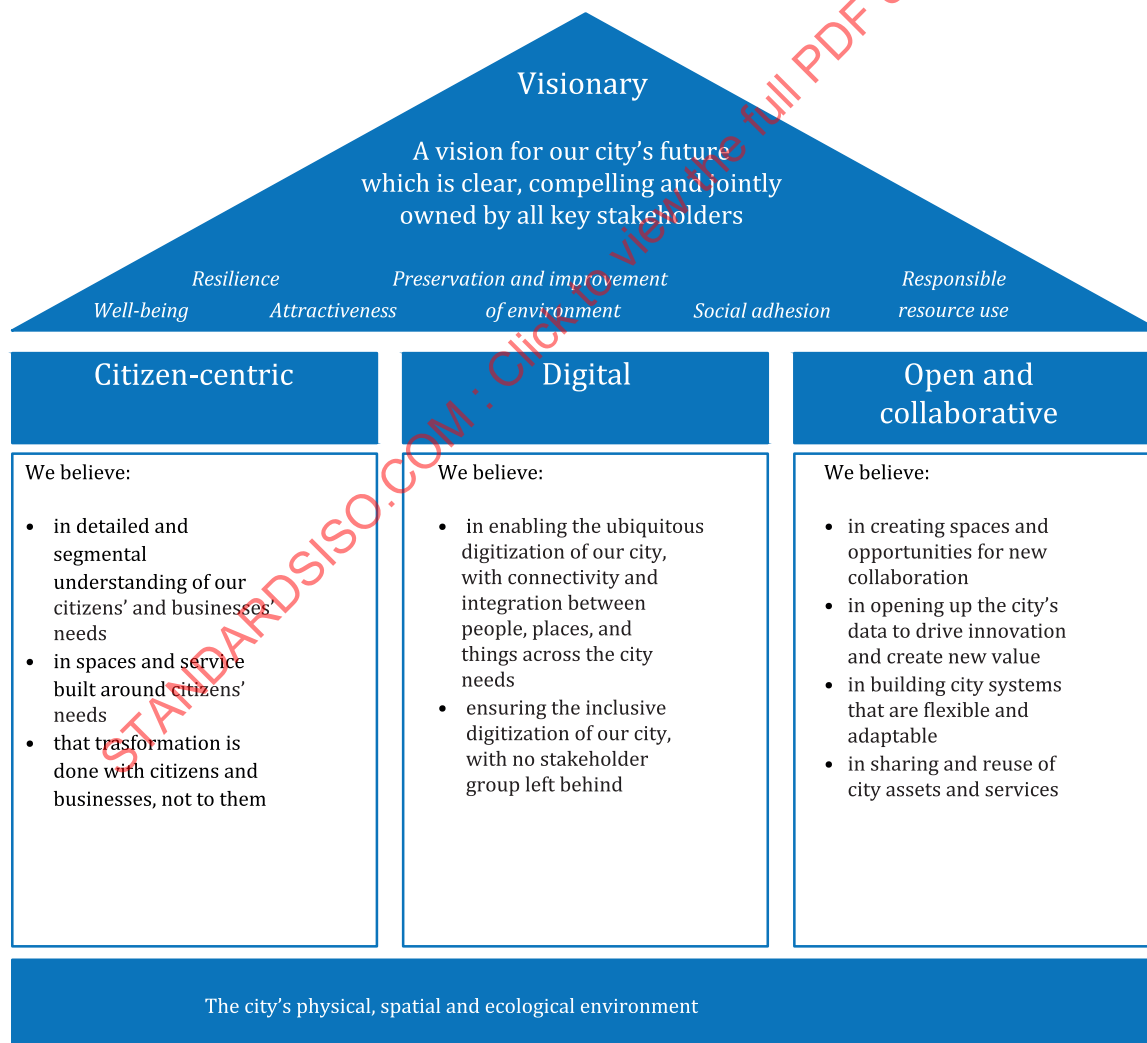 Visionary
A vision for our city’s future
which is clear, compelling and jointly
owned by all key stakeholders
Resilience
Preservation and improvement
Responsible
Well-being
Attractiveness
of environment
Social adhesion
resource use
Citizen-centric
We believe:
• in detailed and
segmental
understanding of our
citizens’ and businesses’
needs
• in spaces and service
built around citizens’
needs
• that trasformation is
done with citizens and
businesses, not to them
Digital
We believe:
• in enabling the ubiquitous
digitization of our city,
with connectivity and
integration between
people, places, and
things across the city
needs
• ensuring the inclusive
digitization of our city,
with no stakeholder
group left behind
Open and
collaborative
We believe:
• in creating spaces and
opportunities for new
collaboration
• in opening up the city’s
data to drive innovation
and create new value
• in building city systems
that are flexible and
adaptable
• in sharing and reuse of
city assets and services
The city’s physical, spatial and ecological environment
STANDARDSISO.COM : Click to view the full PDF